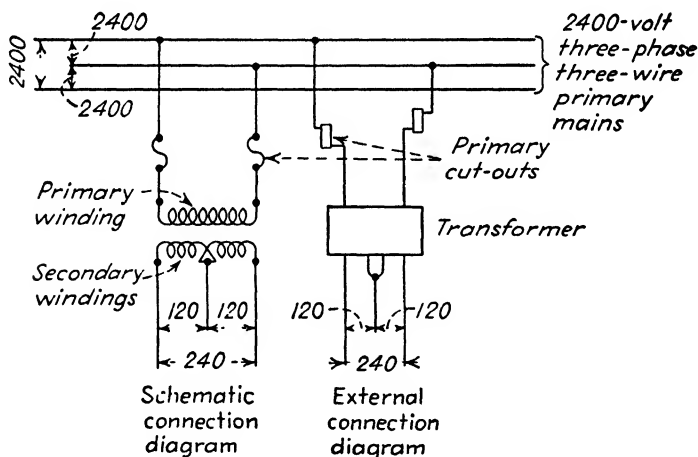 2400
2400
2400
2400-volt
three-phase
three-wire
primary
mains
Primary
cut-outs
Primary
winding
Transformer
Secondary
windings
120 120
240
120 120
240
Schematic
connection
diagram
External
connection
diagram